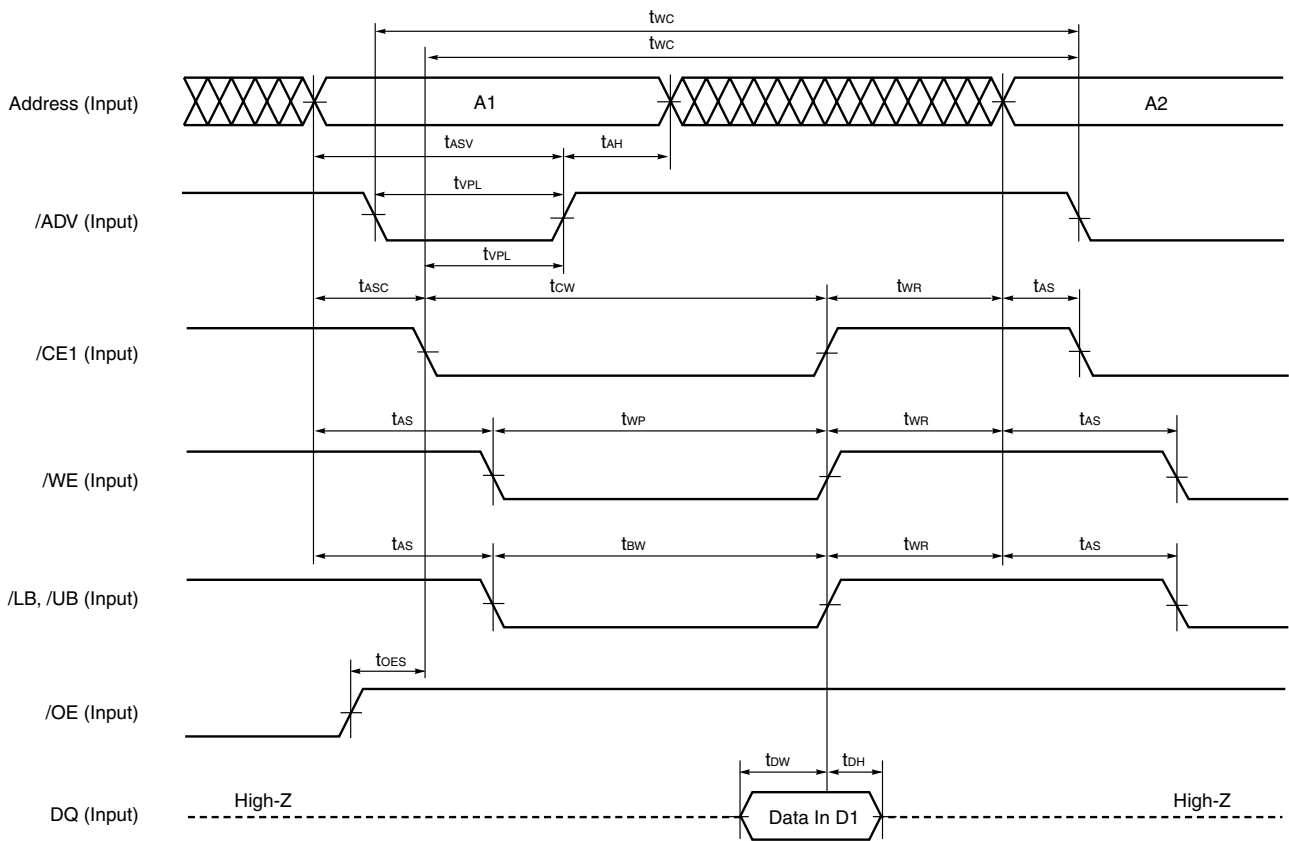 tWC
tWC
Address (Input) A1 A2
tASV tAH
tVPL
/ADV (Input)
tVPL
tASC tCW tWR tAS
/CE1 (Input)
tAS tWP tWR tAS
/WE (Input)
tAS tBW tWR tAS
/LB, /UB (Input)
tOES
/OE (Input)
tDW tDH
High-Z High-Z
DQ (Input) Data In D1